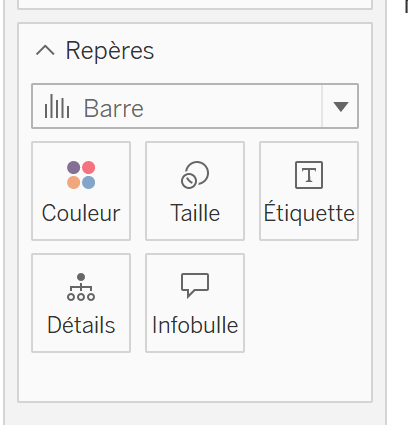 Repères
Barre
Couleur
Taille
Étiquette
Détails
Infobulle